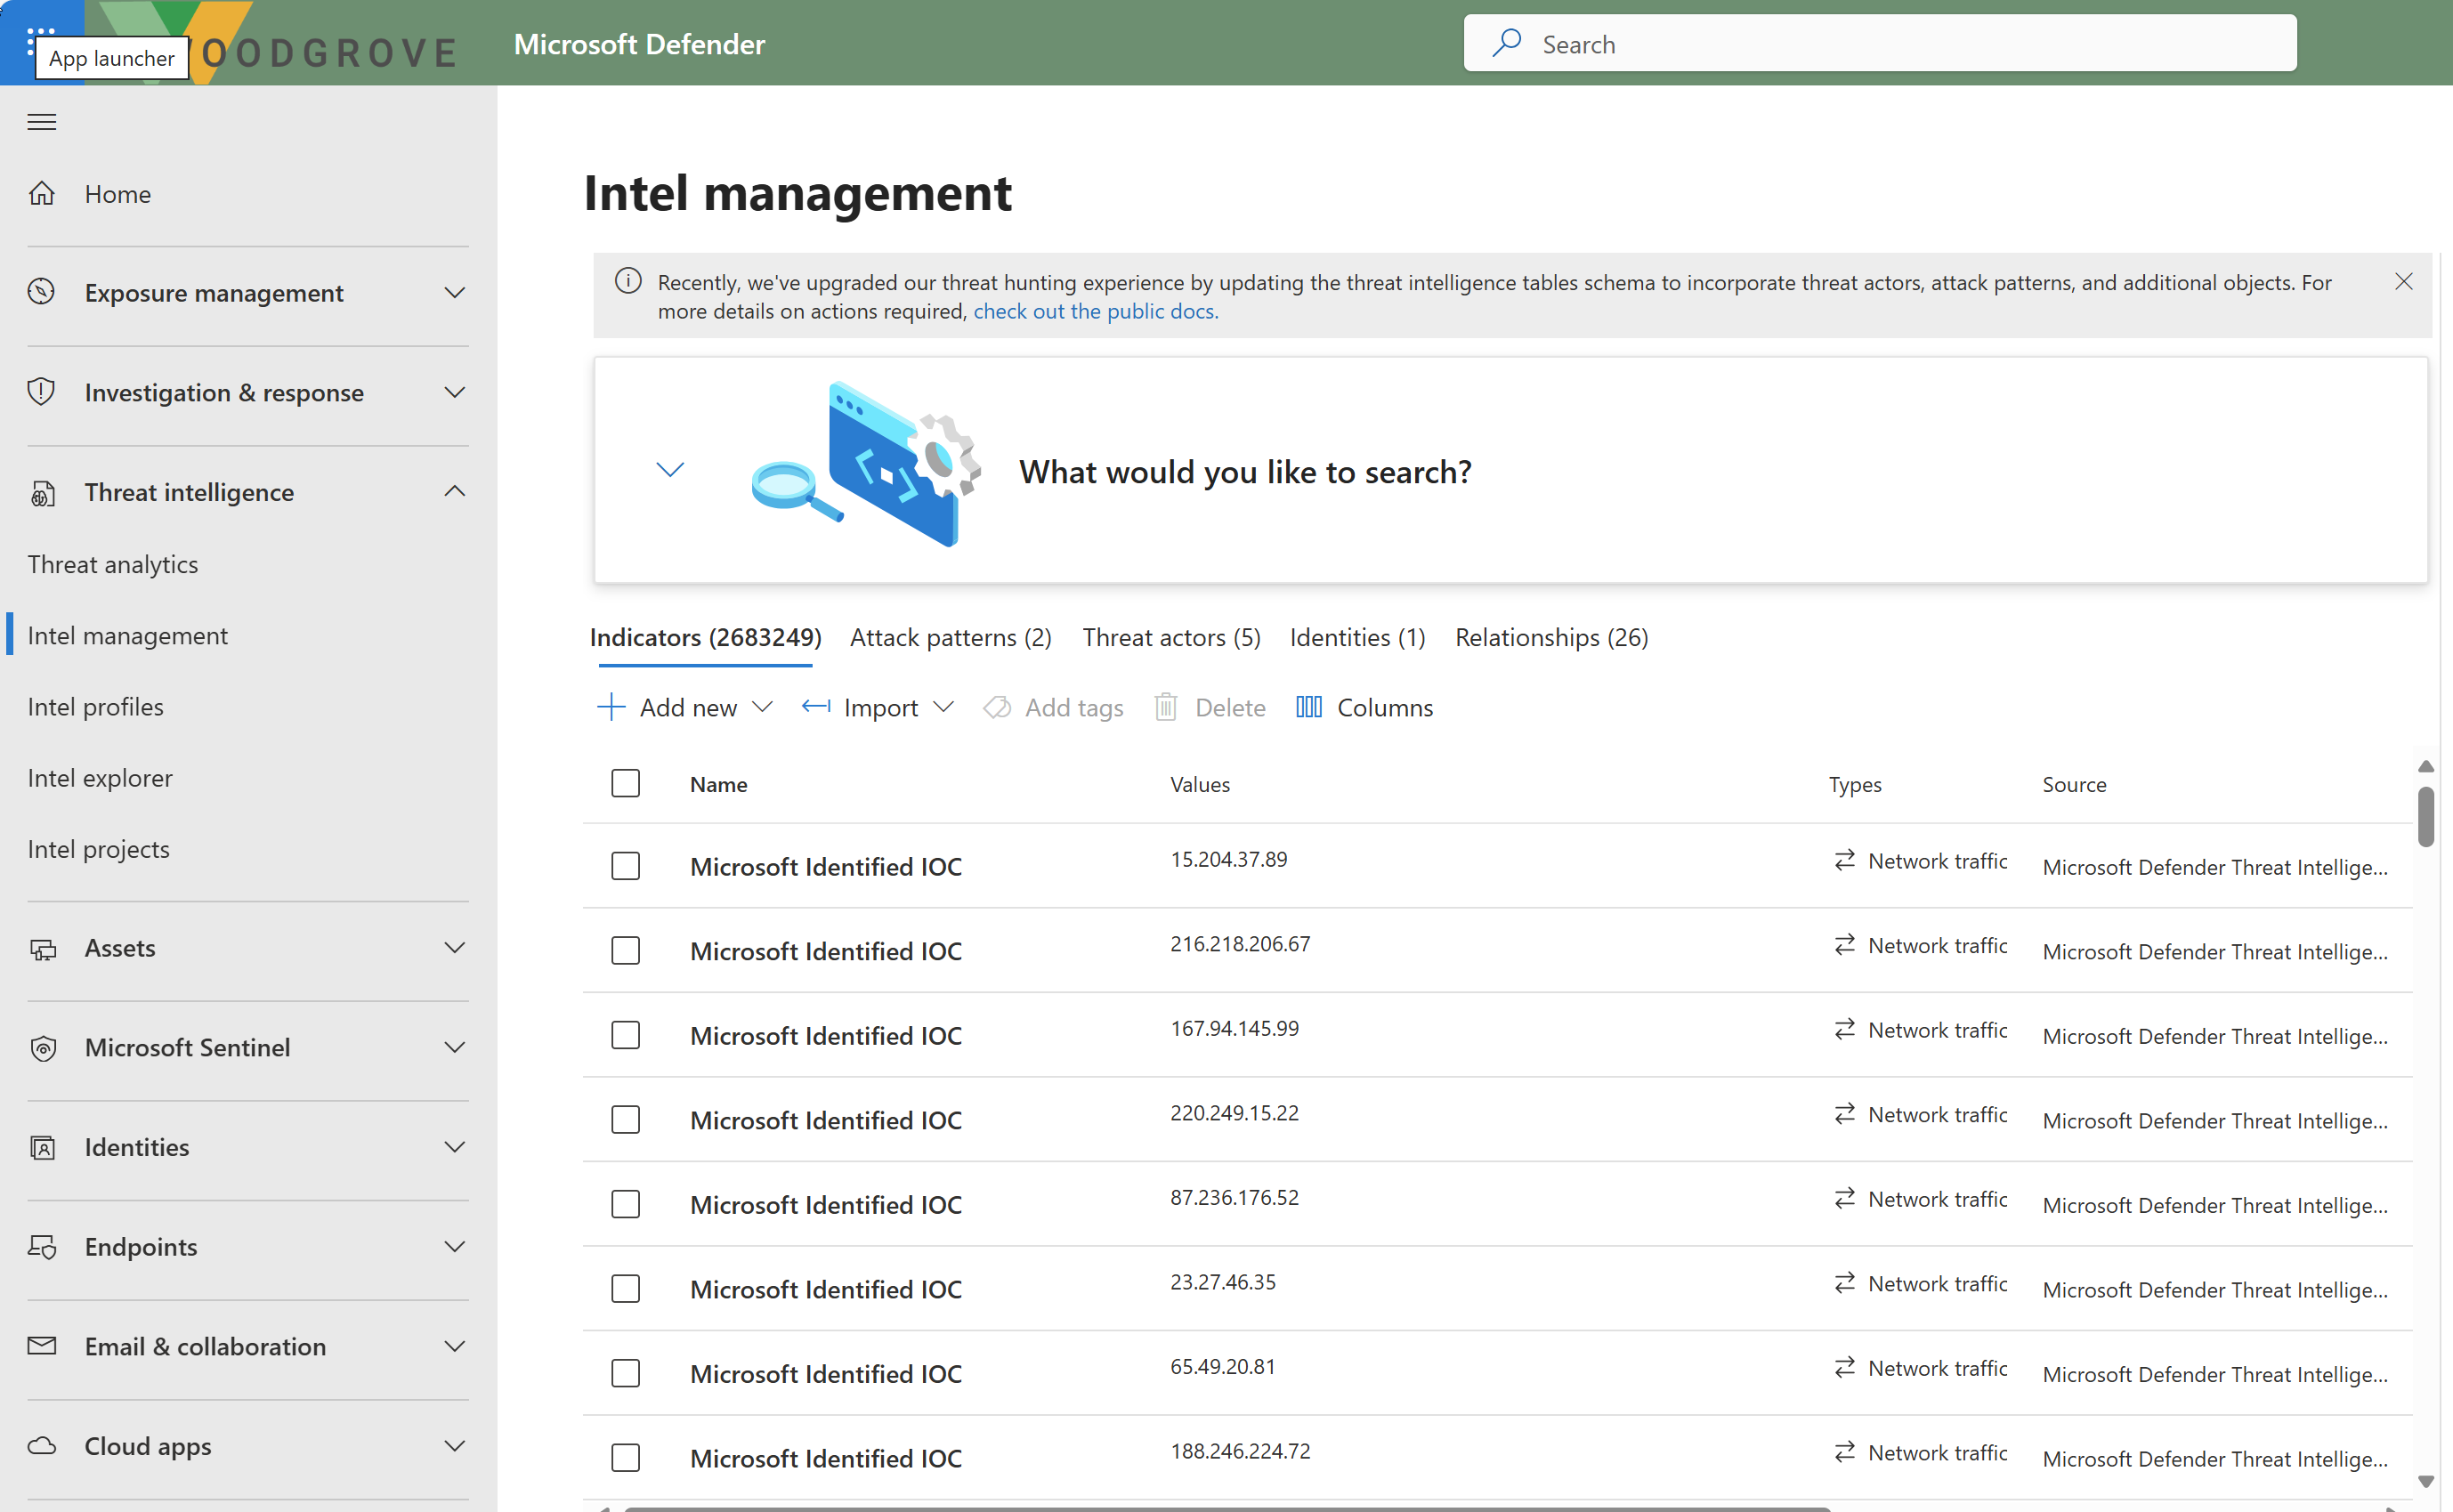 App launcher
OODGROVE
Microsoft Defender
Search
Home
Exposure management
Investigation & response
Threat intelligence
Threat analytics
Intel management
Intel profiles
Intel explorer
Intel projects
Assets
Microsoft Sentinel
Identities
Endpoints
Email & collaboration
Cloud apps
Intel management
Recently, we've upgraded our threat hunting experience by updating the threat intelligence tables schema to incorporate threat actors, attack patterns, and additional objects. For
more details on actions required, check out the public docs.
What would you like to search?
Indicators (2683249) Attack patterns (2) Threat actors (5) Identities (1) Relationships (26)
Add new Import Add tags Delete Columns
Name Values Types Source
Microsoft Identified IOC 15.204.37.89 Network traffic Microsoft Defender Threat Intellige...
Microsoft Identified IOC 216.218.206.67 Network traffic Microsoft Defender Threat Intellige...
Microsoft Identified IOC 167.94.145.99 Network traffic Microsoft Defender Threat Intellige...
Microsoft Identified IOC 220.249.15.22 Network traffic Microsoft Defender Threat Intellige...
Microsoft Identified IOC 87.236.176.52 Network traffic Microsoft Defender Threat Intellige...
Microsoft Identified IOC 23.27.46.35 Network traffic Microsoft Defender Threat Intellige...
Microsoft Identified IOC 65.49.20.81 Network traffic Microsoft Defender Threat Intellige...
Microsoft Identified IOC 188.246.224.72 Network traffic Microsoft Defender Threat Intellige...